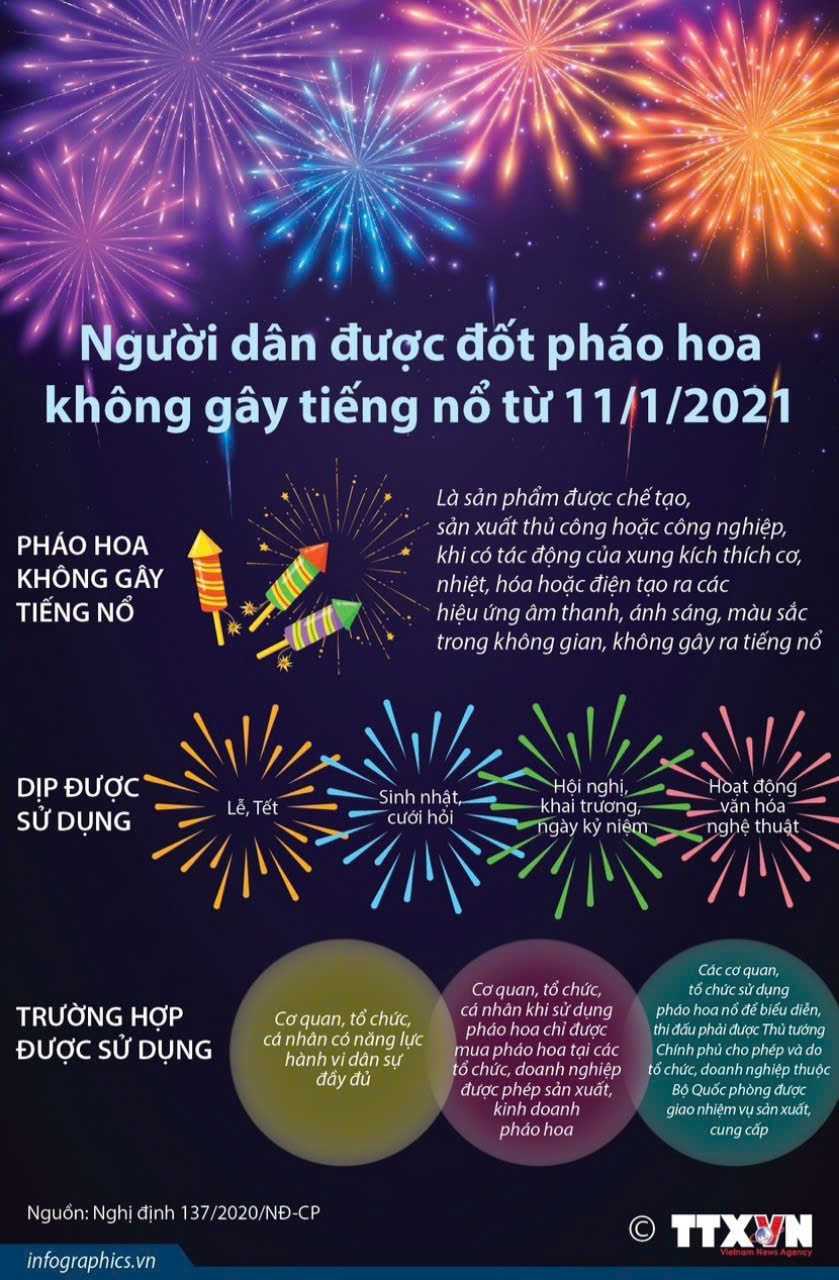 Người dân được đốt pháo hoa
không gây tiếng nổ từ 11/1/2021
PHÁO HOA
KHÔNG GÂY
TIẾNG NỔ
Là sản phẩm được chế tạo,
sản xuất thủ công hoặc công nghiệp,
khi có tác động của xung kích thích cơ,
nhiệt, hóa hoặc điện tạo ra các
hiệu ứng âm thanh, ánh sáng, màu sắc
trong không gian, không gây ra tiếng nổ
DỊP ĐƯỢC
SỬ DỤNG
Lễ, Tết
Sinh nhật,
cưới hỏi
Hội nghị,
khai trương,
ngày kỷ niệm
Hoạt động
văn hóa
nghệ thuật
TRƯỜNG HỢP
ĐƯỢC SỬ DỤNG
Cơ quan, tổ chức,
cá nhân có năng lực
hành vi dân sự
đầy đủ
Cơ quan, tổ chức,
cá nhân khi sử dụng
pháo hoa chỉ được
mua pháo hoa tại các
tổ chức, doanh nghiệp
được phép sản xuất,
kinh doanh
pháo hoa
Các cơ quan,
tổ chức sử dụng
pháo hoa nổ để biểu diễn,
thi đấu phải được Thủ tướng
Chính phủ cho phép và do
tổ chức, doanh nghiệp thuộc
Bộ Quốc phòng được
giao nhiệm vụ sản xuất,
cung cấp
Nguồn: Nghị định 137/2020/NĐ-CP
© TTXVN
Vietnam News Agency
infographics.vn